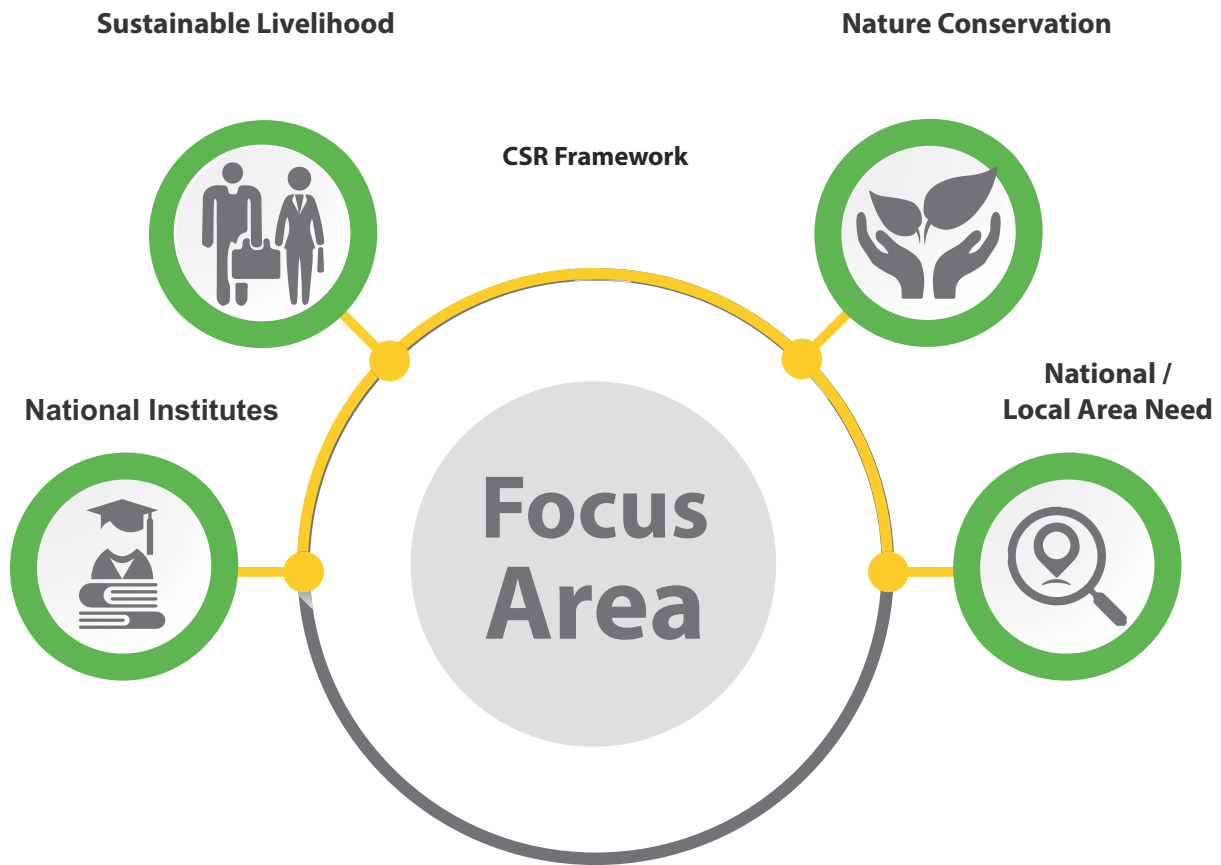 Sustainable Livelihood
Nature Conservation
CSR Framework
National Institutes
National /
Local Area Need
Focus
Area